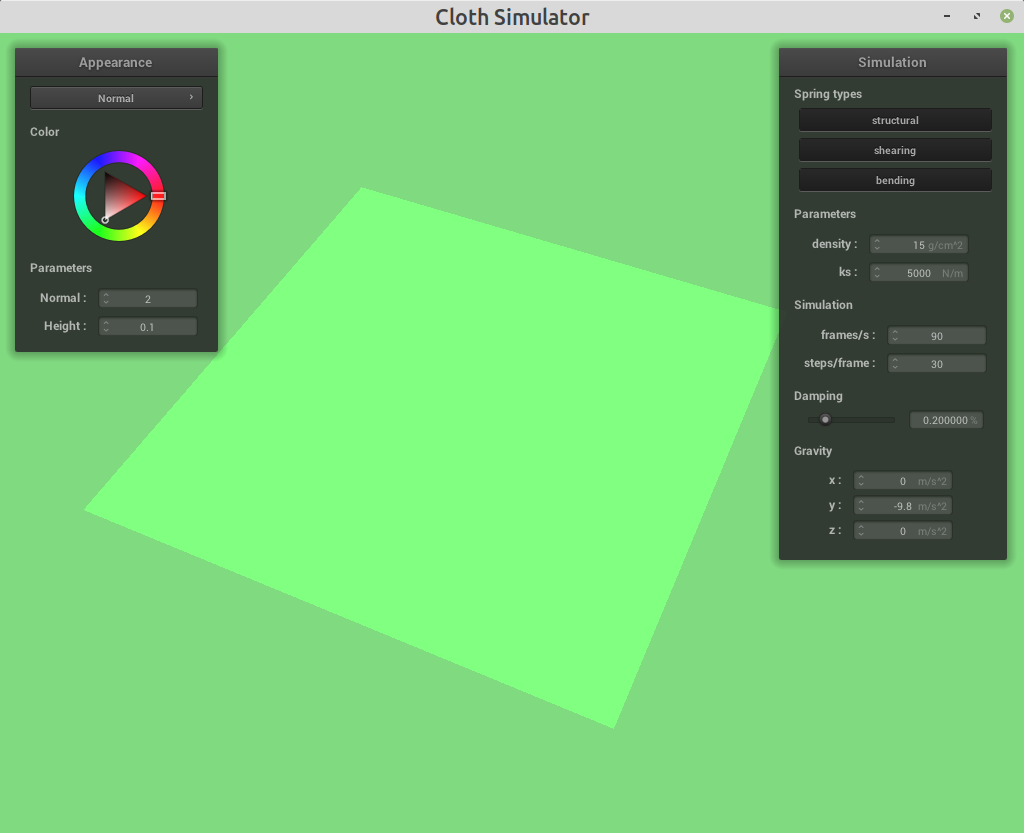 Cloth Simulator
Appearance
Normal
Color
Parameters
Normal : 2
Height : 0.1
Simulation
Spring types
structural
shearing
bending
Parameters
density : 15 g/cm^2
ks : 5000 N/m
Simulation
frames/s : 90
steps/frame : 30
Damping
0.200000 %
Gravity
x : 0 m/s^2
y : -9.8 m/s^2
z : 0 m/s^2